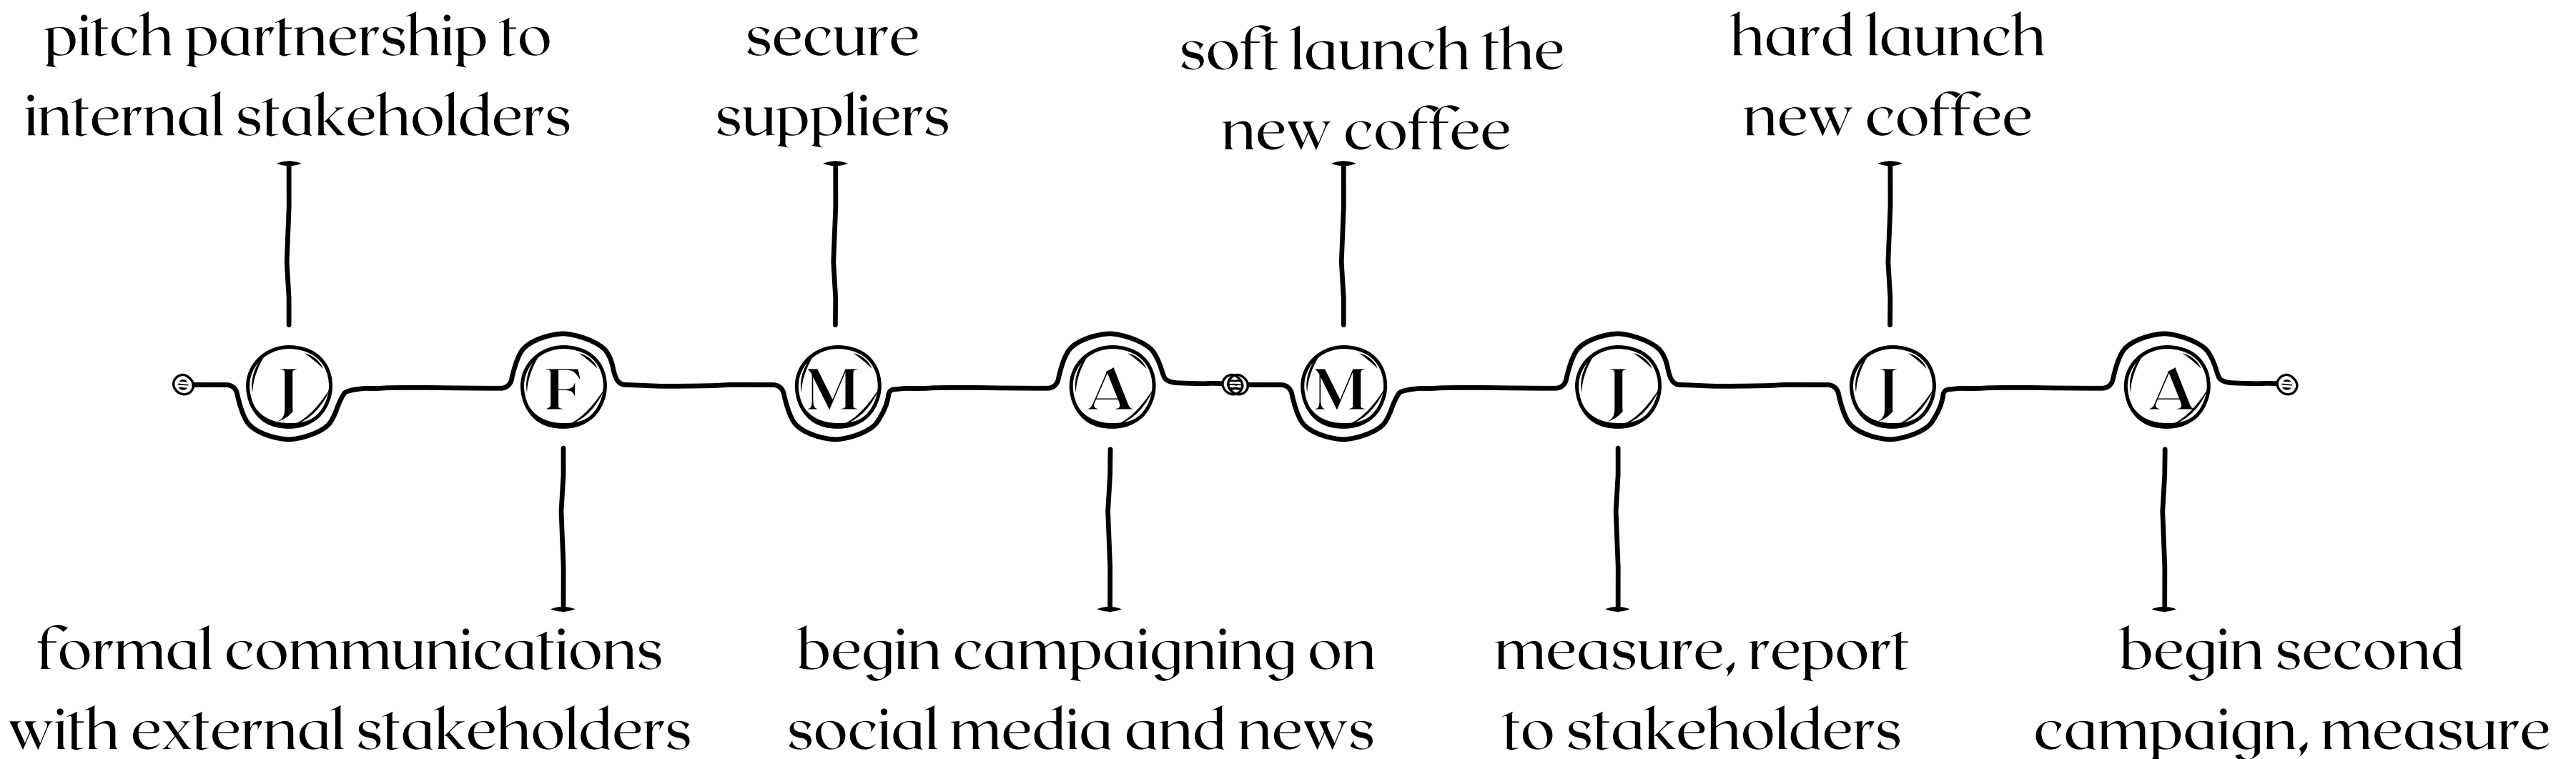 pitch partnership to
internal stakeholders
secure
suppliers
soft launch the
new coffee
hard launch
new coffee
J
F
M
A
M
J
J
A
formal communications
with external stakeholders
begin campaigning on
social media and news
measure, report
to stakeholders
begin second
campaign, measure